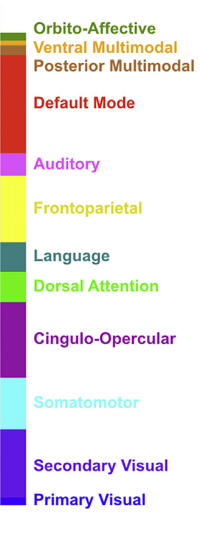 Orbito-Affective
Ventral Multimodal
Posterior Multimodal
Default Mode
Auditory
Frontoparietal
Language
Dorsal Attention
Cingulo-Opercular
Somatomotor
Secondary Visual
Primary Visual